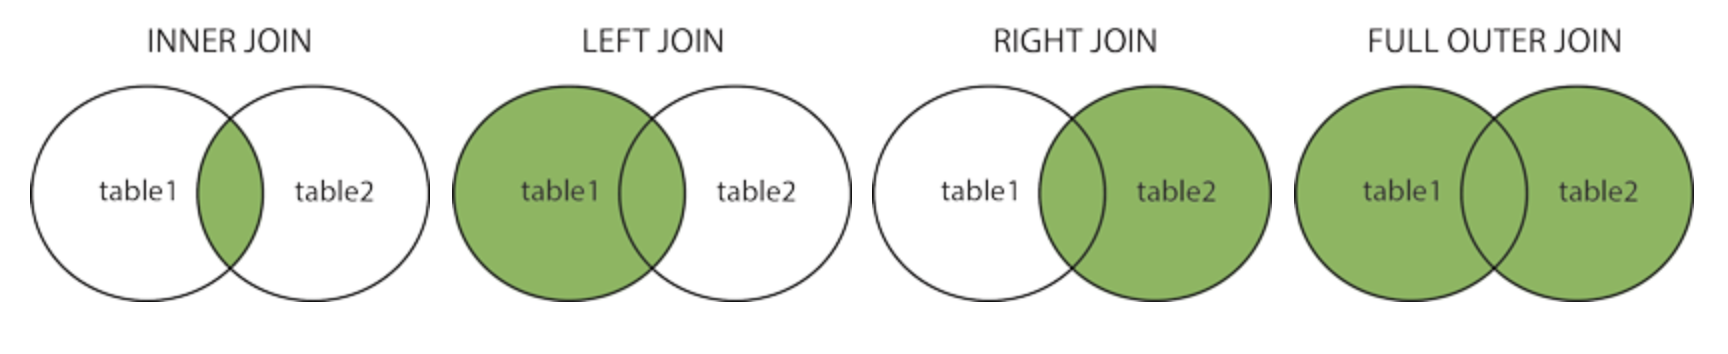 INNER JOIN
LEFT JOIN
RIGHT JOIN
FULL OUTER JOIN
table1
table2
table1
table2
table1
table2
table1
table2